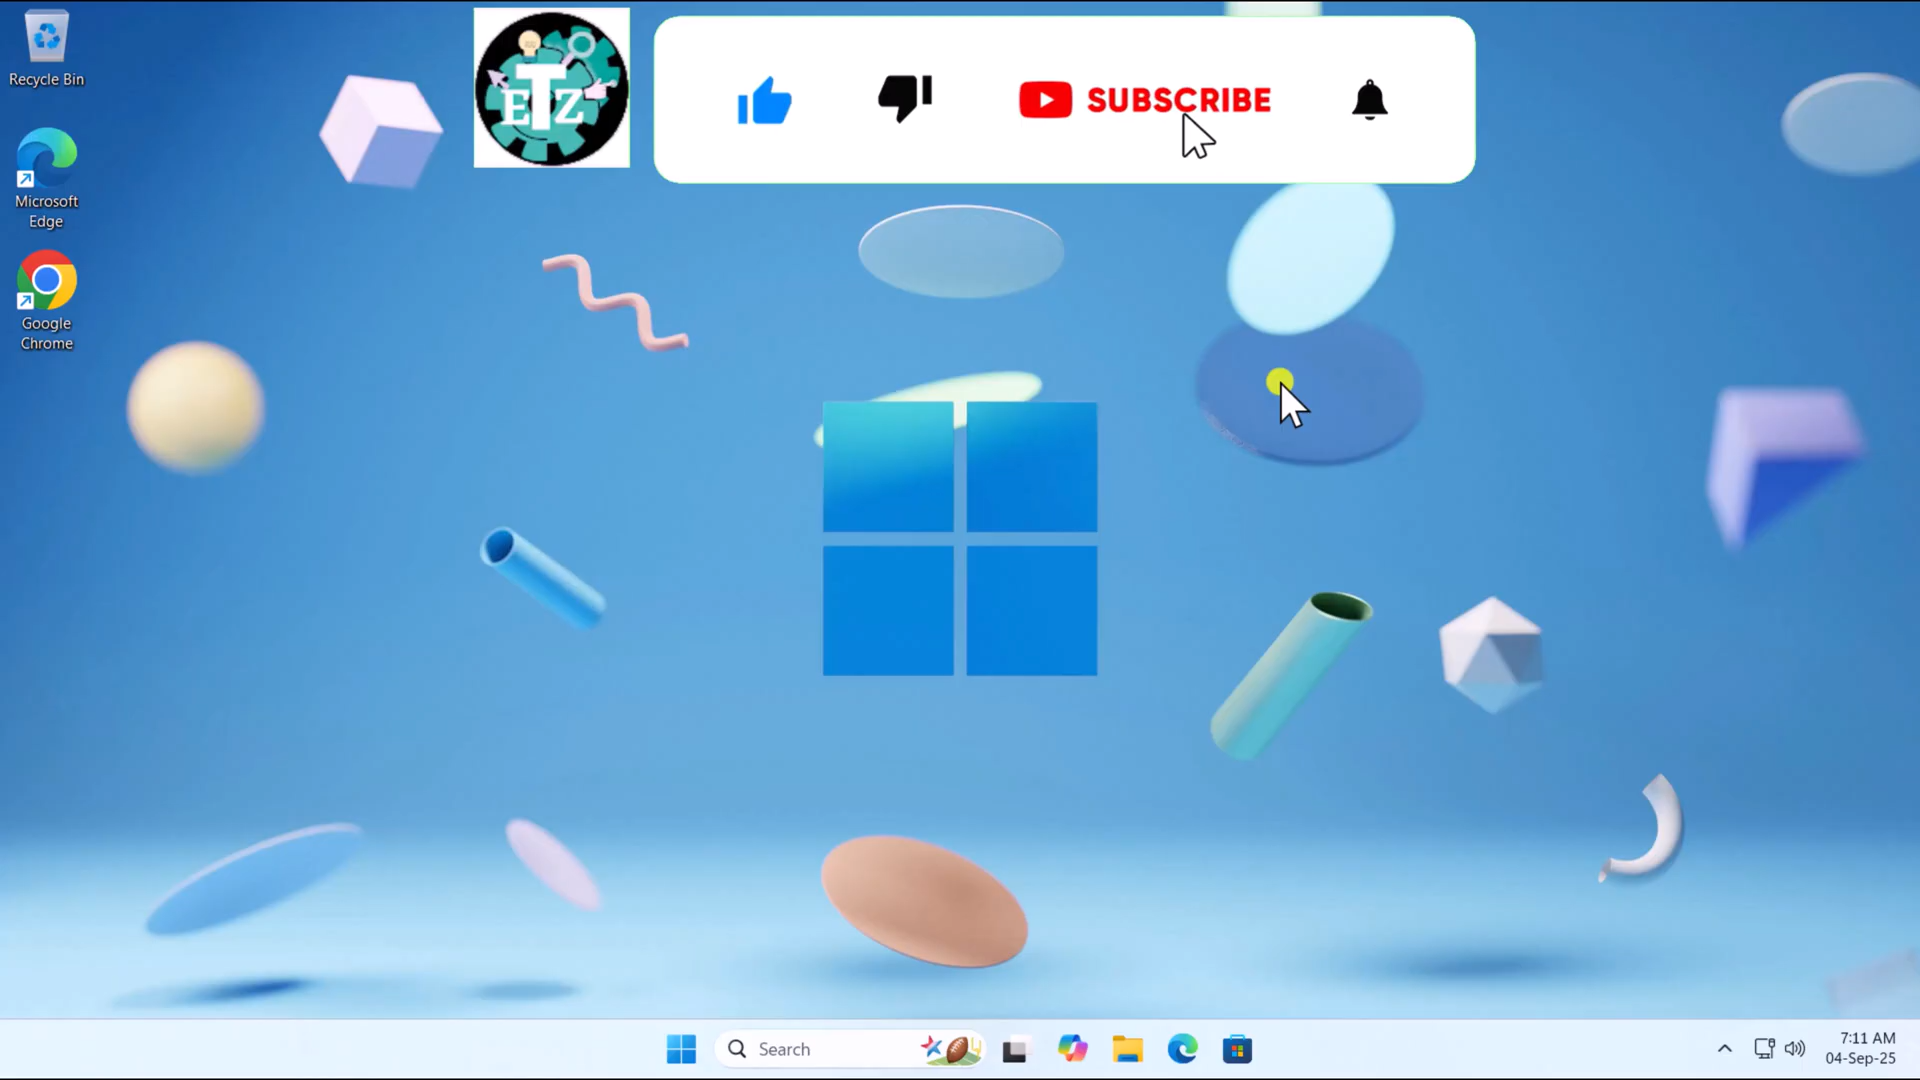 Recycle Bin
Microsoft
Edge
Google
Chrome
ETZ
SUBSCRIBE
Search
7:11 AM
04-Sep-25